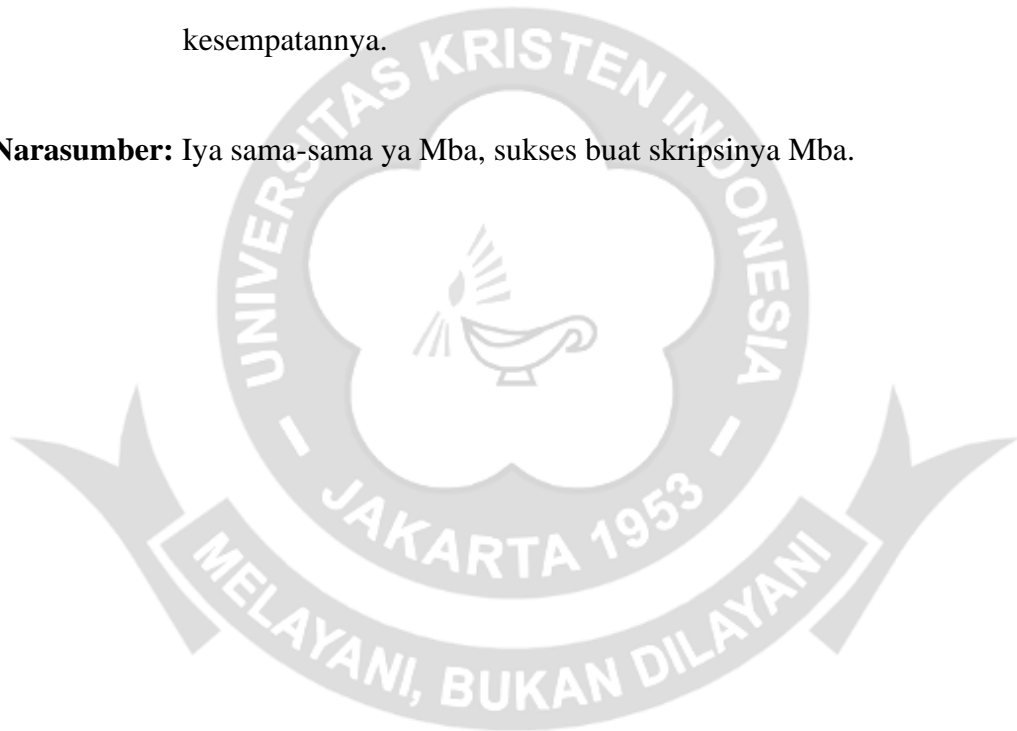 kesempatannya.
Narasumber: Iya sama-sama ya Mba, sukses buat skripsinya Mba.
UNIVERSITAS KRISTEN INDONESIA
JAKARTA 1953
MELAYANI, BUKAN DILAYANI